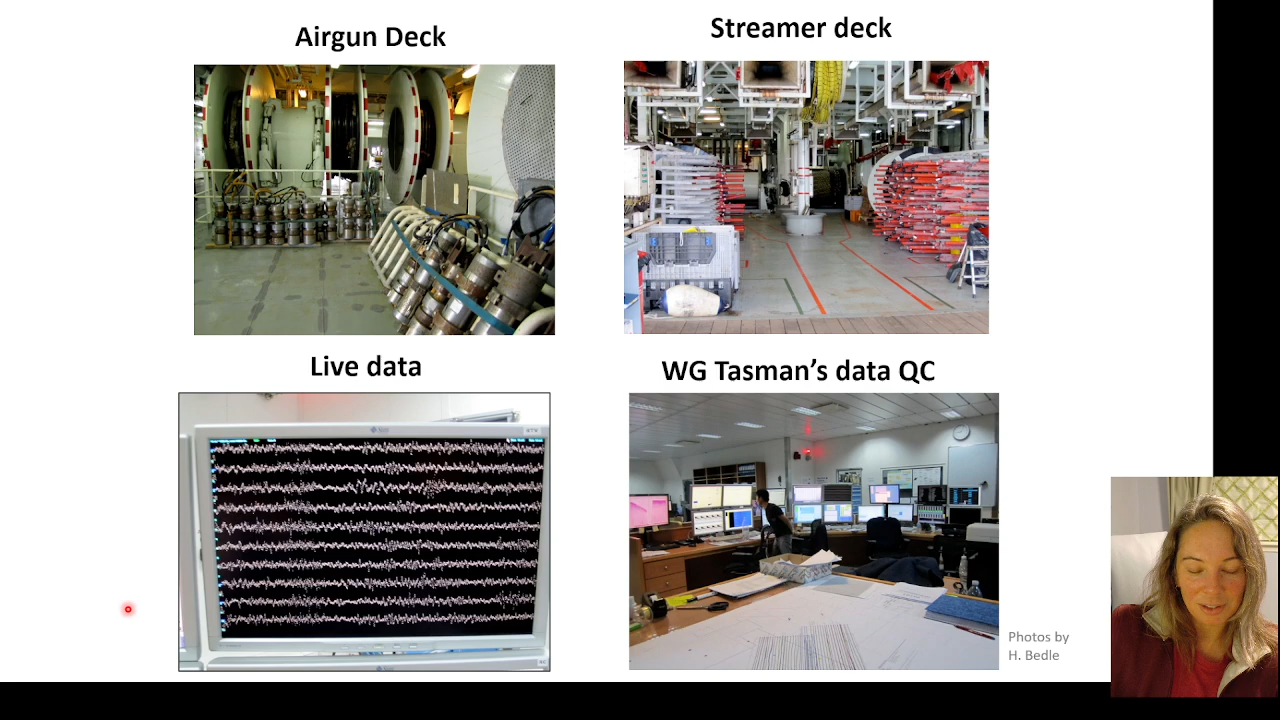 Airgun Deck
Streamer deck
Live data
WG Tasman's data QC
Photos by
H. Bedle